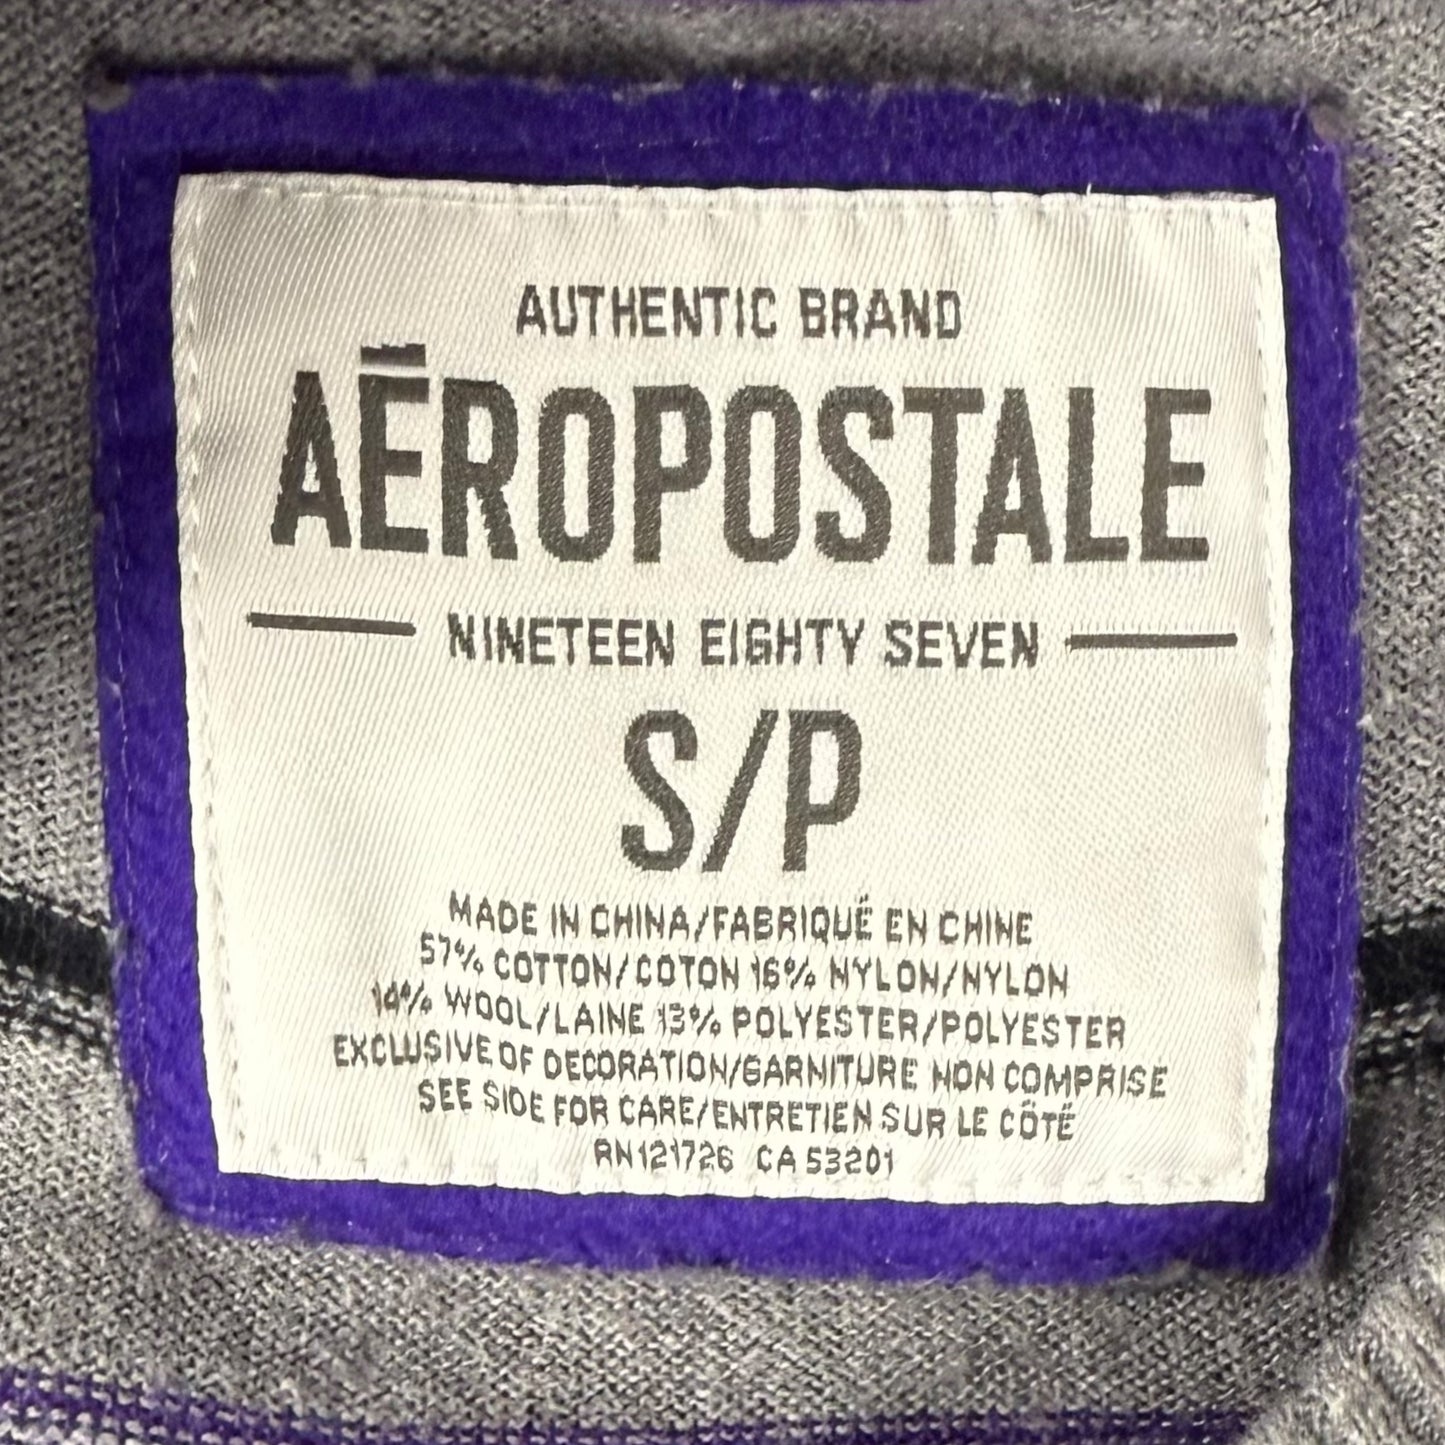 AUTHENTIC BRAND
AĒROPOSTALE
NINETEEN EIGHTY SEVEN
S/P
MADE IN CHINA/FABRIQUÉ EN CHINE
57% COTTON/COTON 16% NYLON/NYLON
14% WOOL/LAINE 13% POLYESTER/POLYESTER
EXCLUSIVE OF DECORATION/GARNITURE NON COMPRISE
SEE SIDE FOR CARE/ENTRETIEN SUR LE CÔTÉ
RN121726 CA 53201